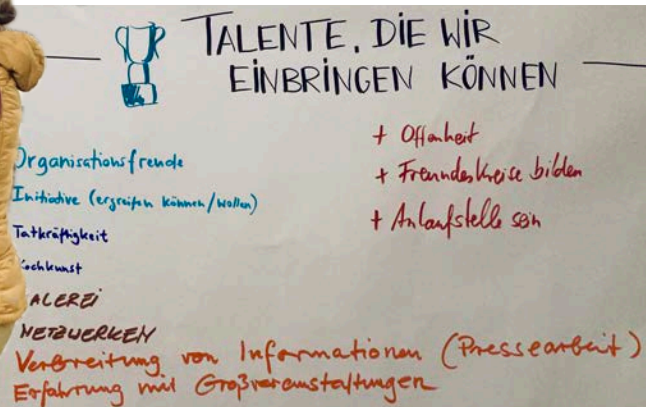 TALENTE, DIE WIR
EINBRINGEN KÖNNEN
Organisationsfreude
Initiative (ergreifen können/wollen)
Tatkräftigkeit
ochkunst
ALEREI
NETZWERKEN
Verbreitung von Informationen (Pressearbeit)
Erfahrung mit Großveranstaltungen
+ Offenheit
+ Freundeskreise bilden
+ Anlaufstelle sein